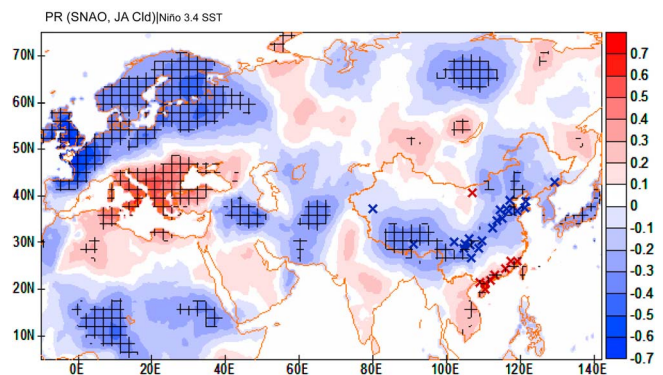 PR (SNAO, JA Cld)|Niño 3.4 SST
70N
60N
50N
40N
30N
20N
10N
0E 20E 40E 60E 80E 100E 120E 140E
0.7
0.6
0.5
0.4
0.3
0.2
0.1
0
-0.1
-0.2
-0.3
-0.4
-0.5
-0.6
-0.7